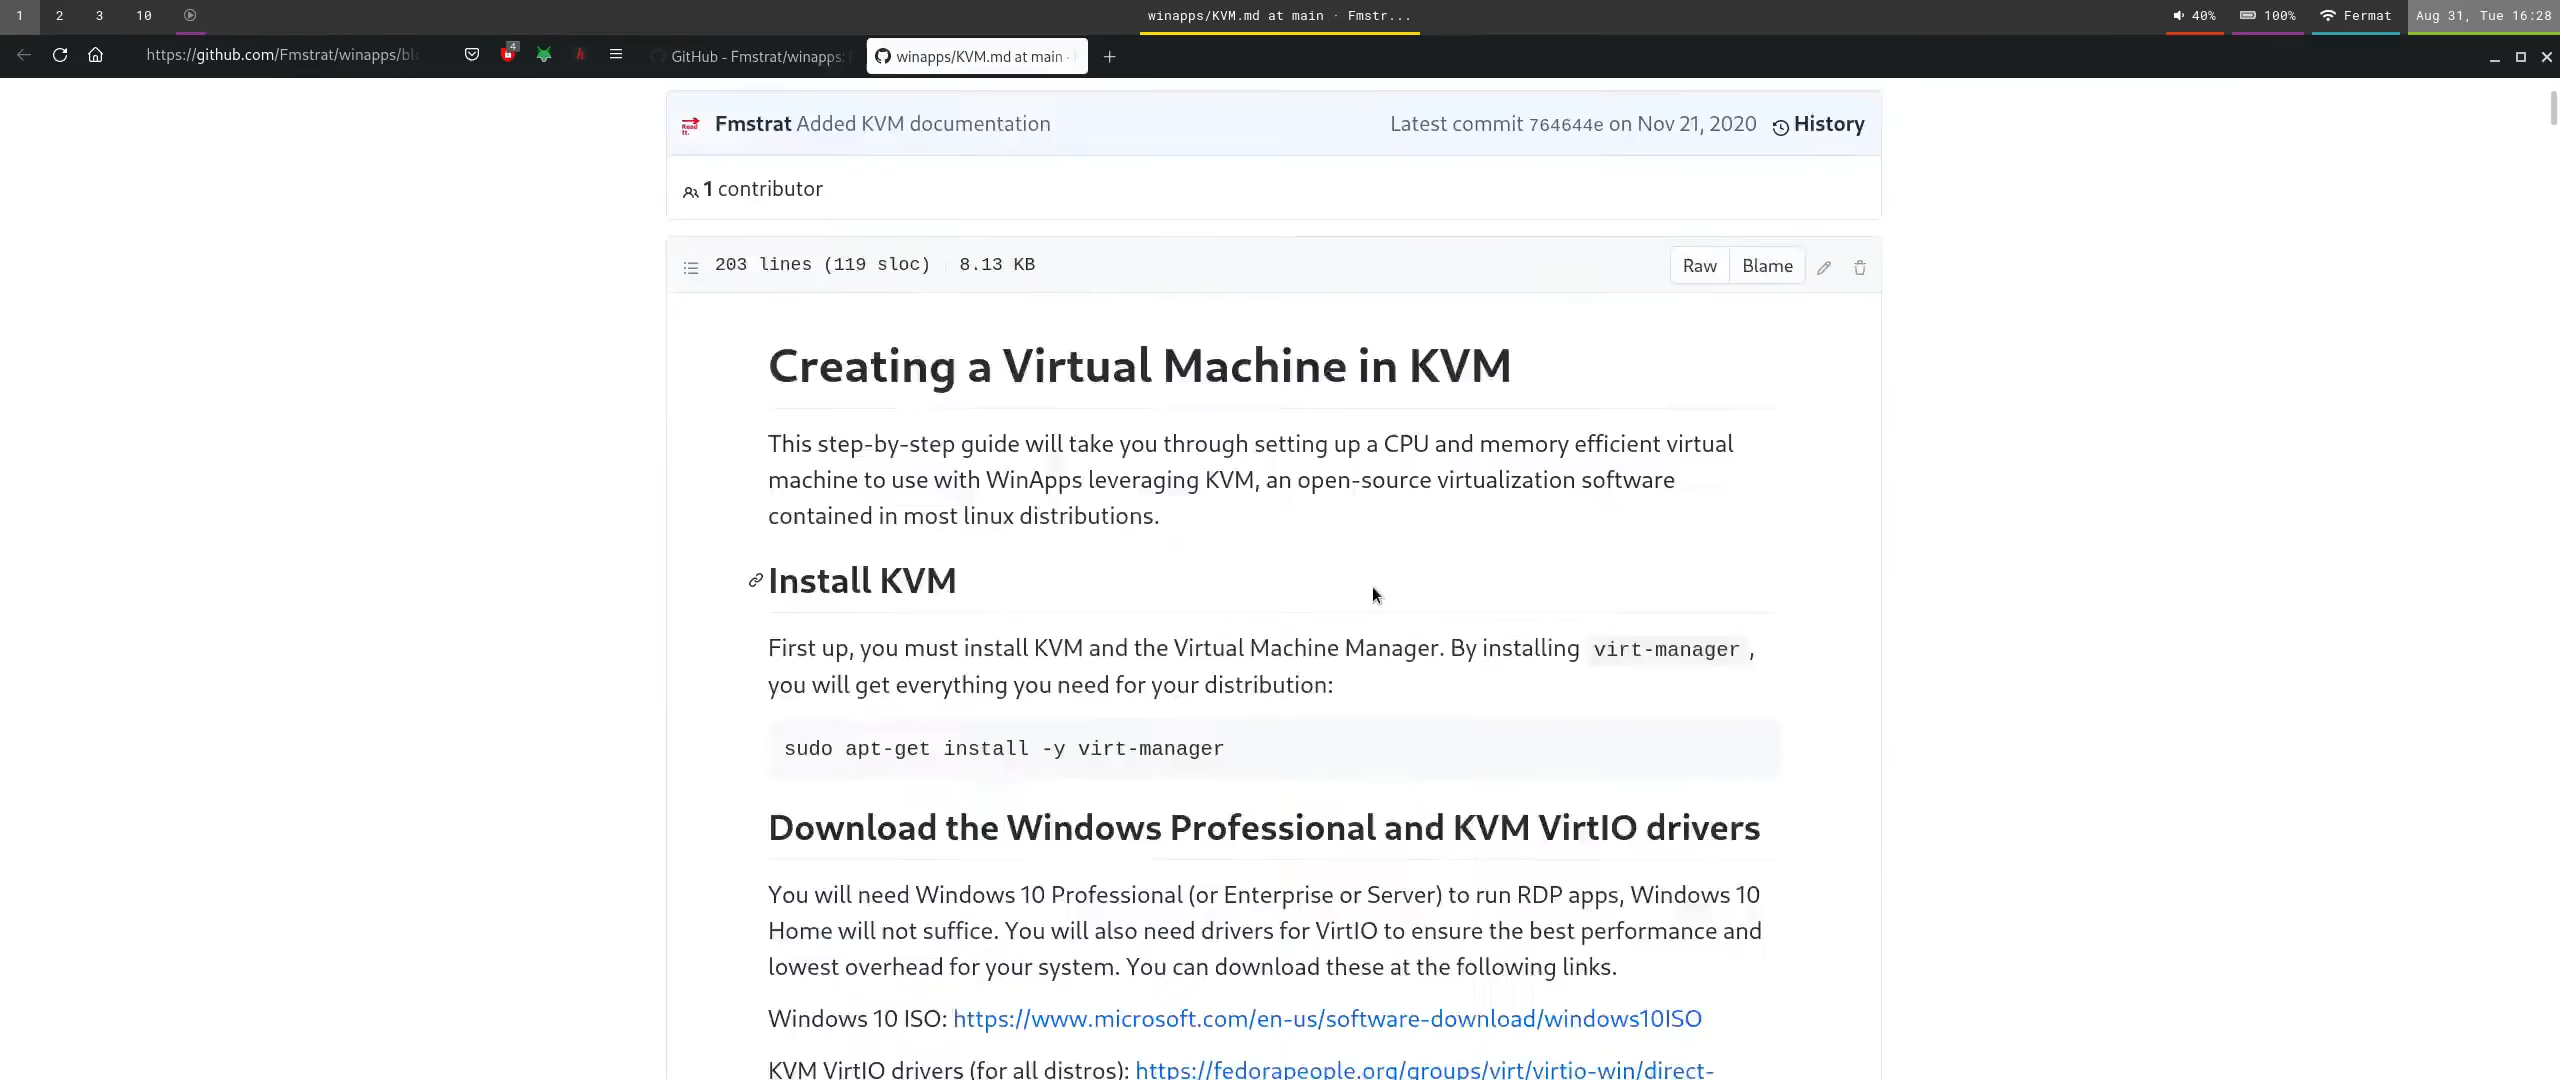 1 2 3 10 winapps/KVM.md at main · Fmstr... 40% 100% Fermat Aug 31, Tue 16:28
https://github.com/Fmstrat/winapps/bl 4 GitHub - Fmstrat/winapps: winapps/KVM.md at main ·
Fmstrat Added KVM documentation Latest commit 764644e on Nov 21, 2020 History
1 contributor
203 lines (119 sloc) 8.13 KB Raw Blame
Creating a Virtual Machine in KVM
This step-by-step guide will take you through setting up a CPU and memory efficient virtual
machine to use with WinApps leveraging KVM, an open-source virtualization software
contained in most linux distributions.
Install KVM
First up, you must install KVM and the Virtual Machine Manager. By installing virt-manager ,
you will get everything you need for your distribution:
sudo apt-get install -y virt-manager
Download the Windows Professional and KVM VirtIO drivers
You will need Windows 10 Professional (or Enterprise or Server) to run RDP apps, Windows 10
Home will not suffice. You will also need drivers for VirtIO to ensure the best performance and
lowest overhead for your system. You can download these at the following links.
Windows 10 ISO: https://www.microsoft.com/en-us/software-download/windows10ISO
KVM VirtIO drivers (for all distros): https://fedorapeople.org/groups/virt/virtio-win/direct-